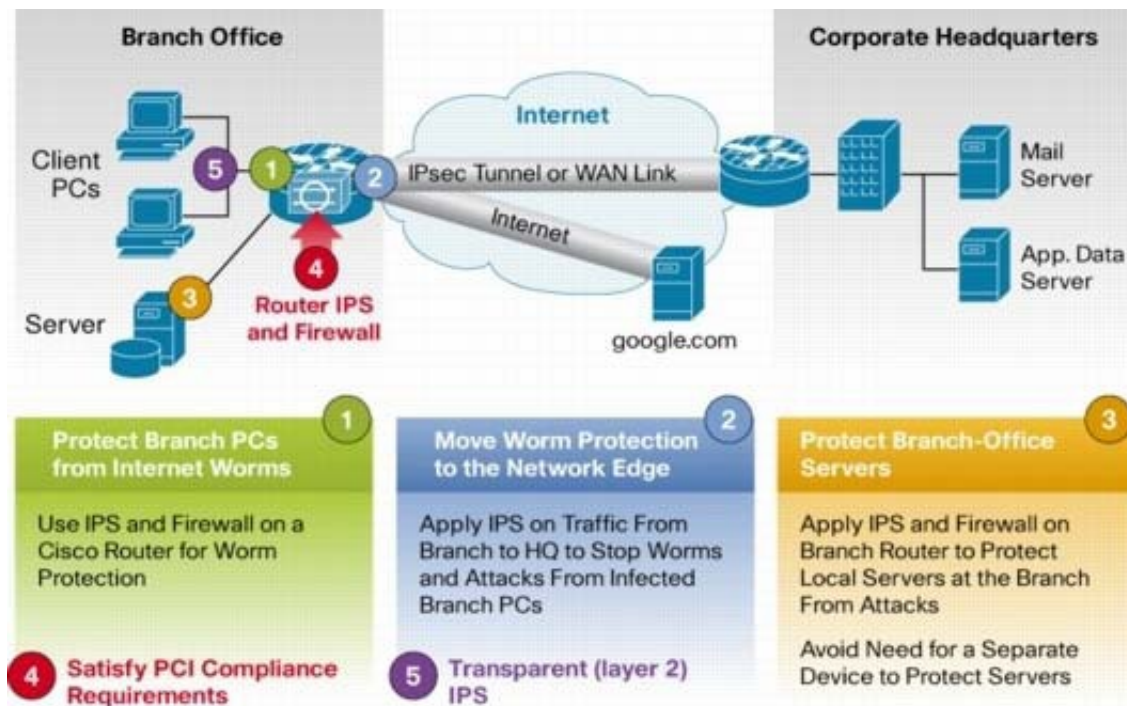 Branch Office
Corporate Headquarters
Internet
Client
PCs
5
1
2
IPsec Tunnel or WAN Link
Internet
Mail
Server
4
3
Router IPS
and Firewall
Server
google.com
App. Data
Server
1
Protect Branch PCs
from Internet Worms
Use IPS and Firewall on a
Cisco Router for Worm
Protection
2
Move Worm Protection
to the Network Edge
Apply IPS on Traffic From
Branch to HQ to Stop Worms
and Attacks From Infected
Branch PCs
3
Protect Branch-Office
Servers
Apply IPS and Firewall on
Branch Router to Protect
Local Servers at the Branch
From Attacks
Avoid Need for a Separate
Device to Protect Servers
4
Satisfy PCI Compliance
Requirements
5
Transparent (layer 2)
IPS